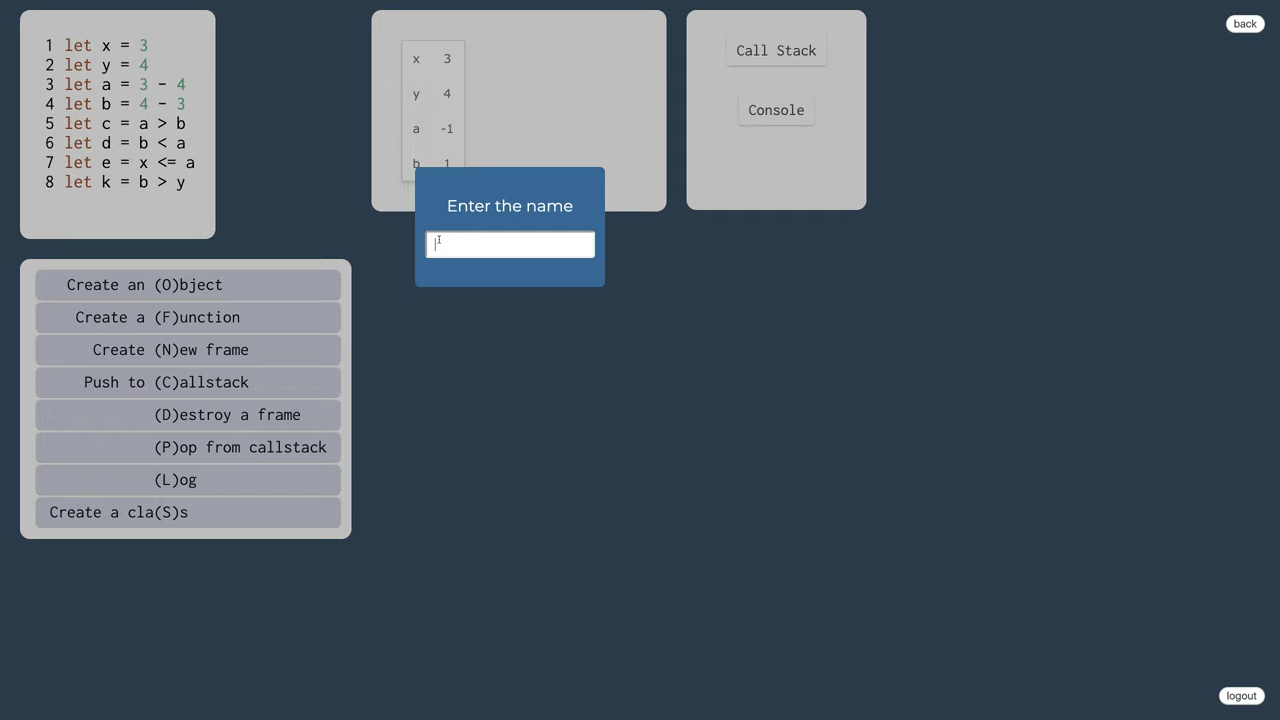 1 let x = 3
2 let y = 4
3 let a = 3 - 4
4 let b = 4 - 3
5 let c = a > b
6 let d = b < a
7 let e = x <= a
8 let k = b > y
x 3
y 4
a -1
b 1
Enter the name
Call Stack
Console
back
Create an (O)bject
Create a (F)unction
Create (N)ew frame
Push to (C)allstack
(D)estroy a frame
(P)op from callstack
(L)og
Create a cla(S)s
logout